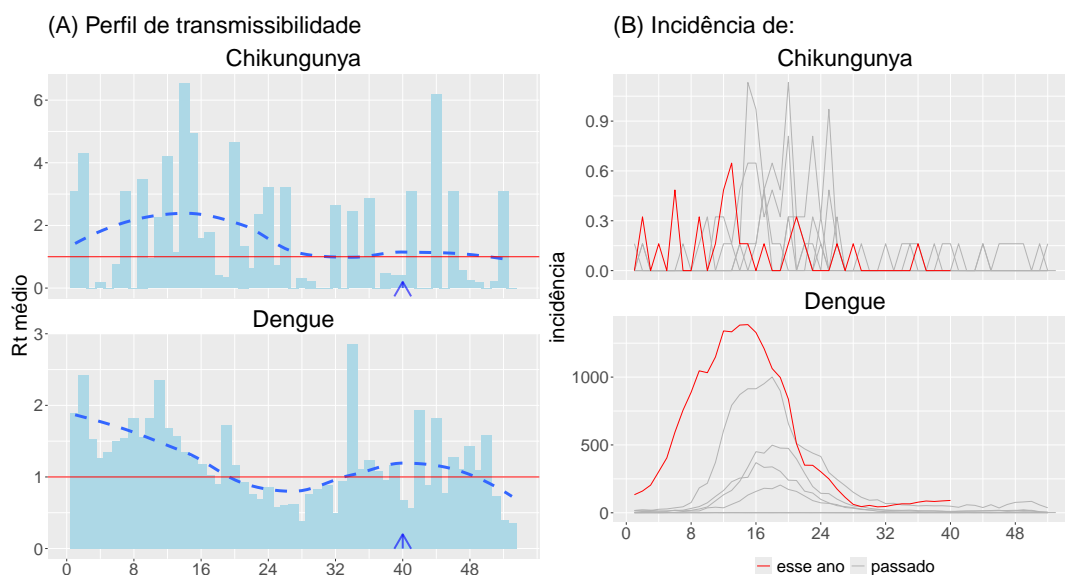 (A) Perfil de transmissibilidade
Chikungunya
6
4
2
0
Dengue
3
2
1
0
0 8 16 24 32 40 48
Rt médio
(B) Incidência de:
Chikungunya
0.9
0.6
0.3
0.0
Dengue
1000
500
0
0 8 16 24 32 40 48
incidência
esse ano passado